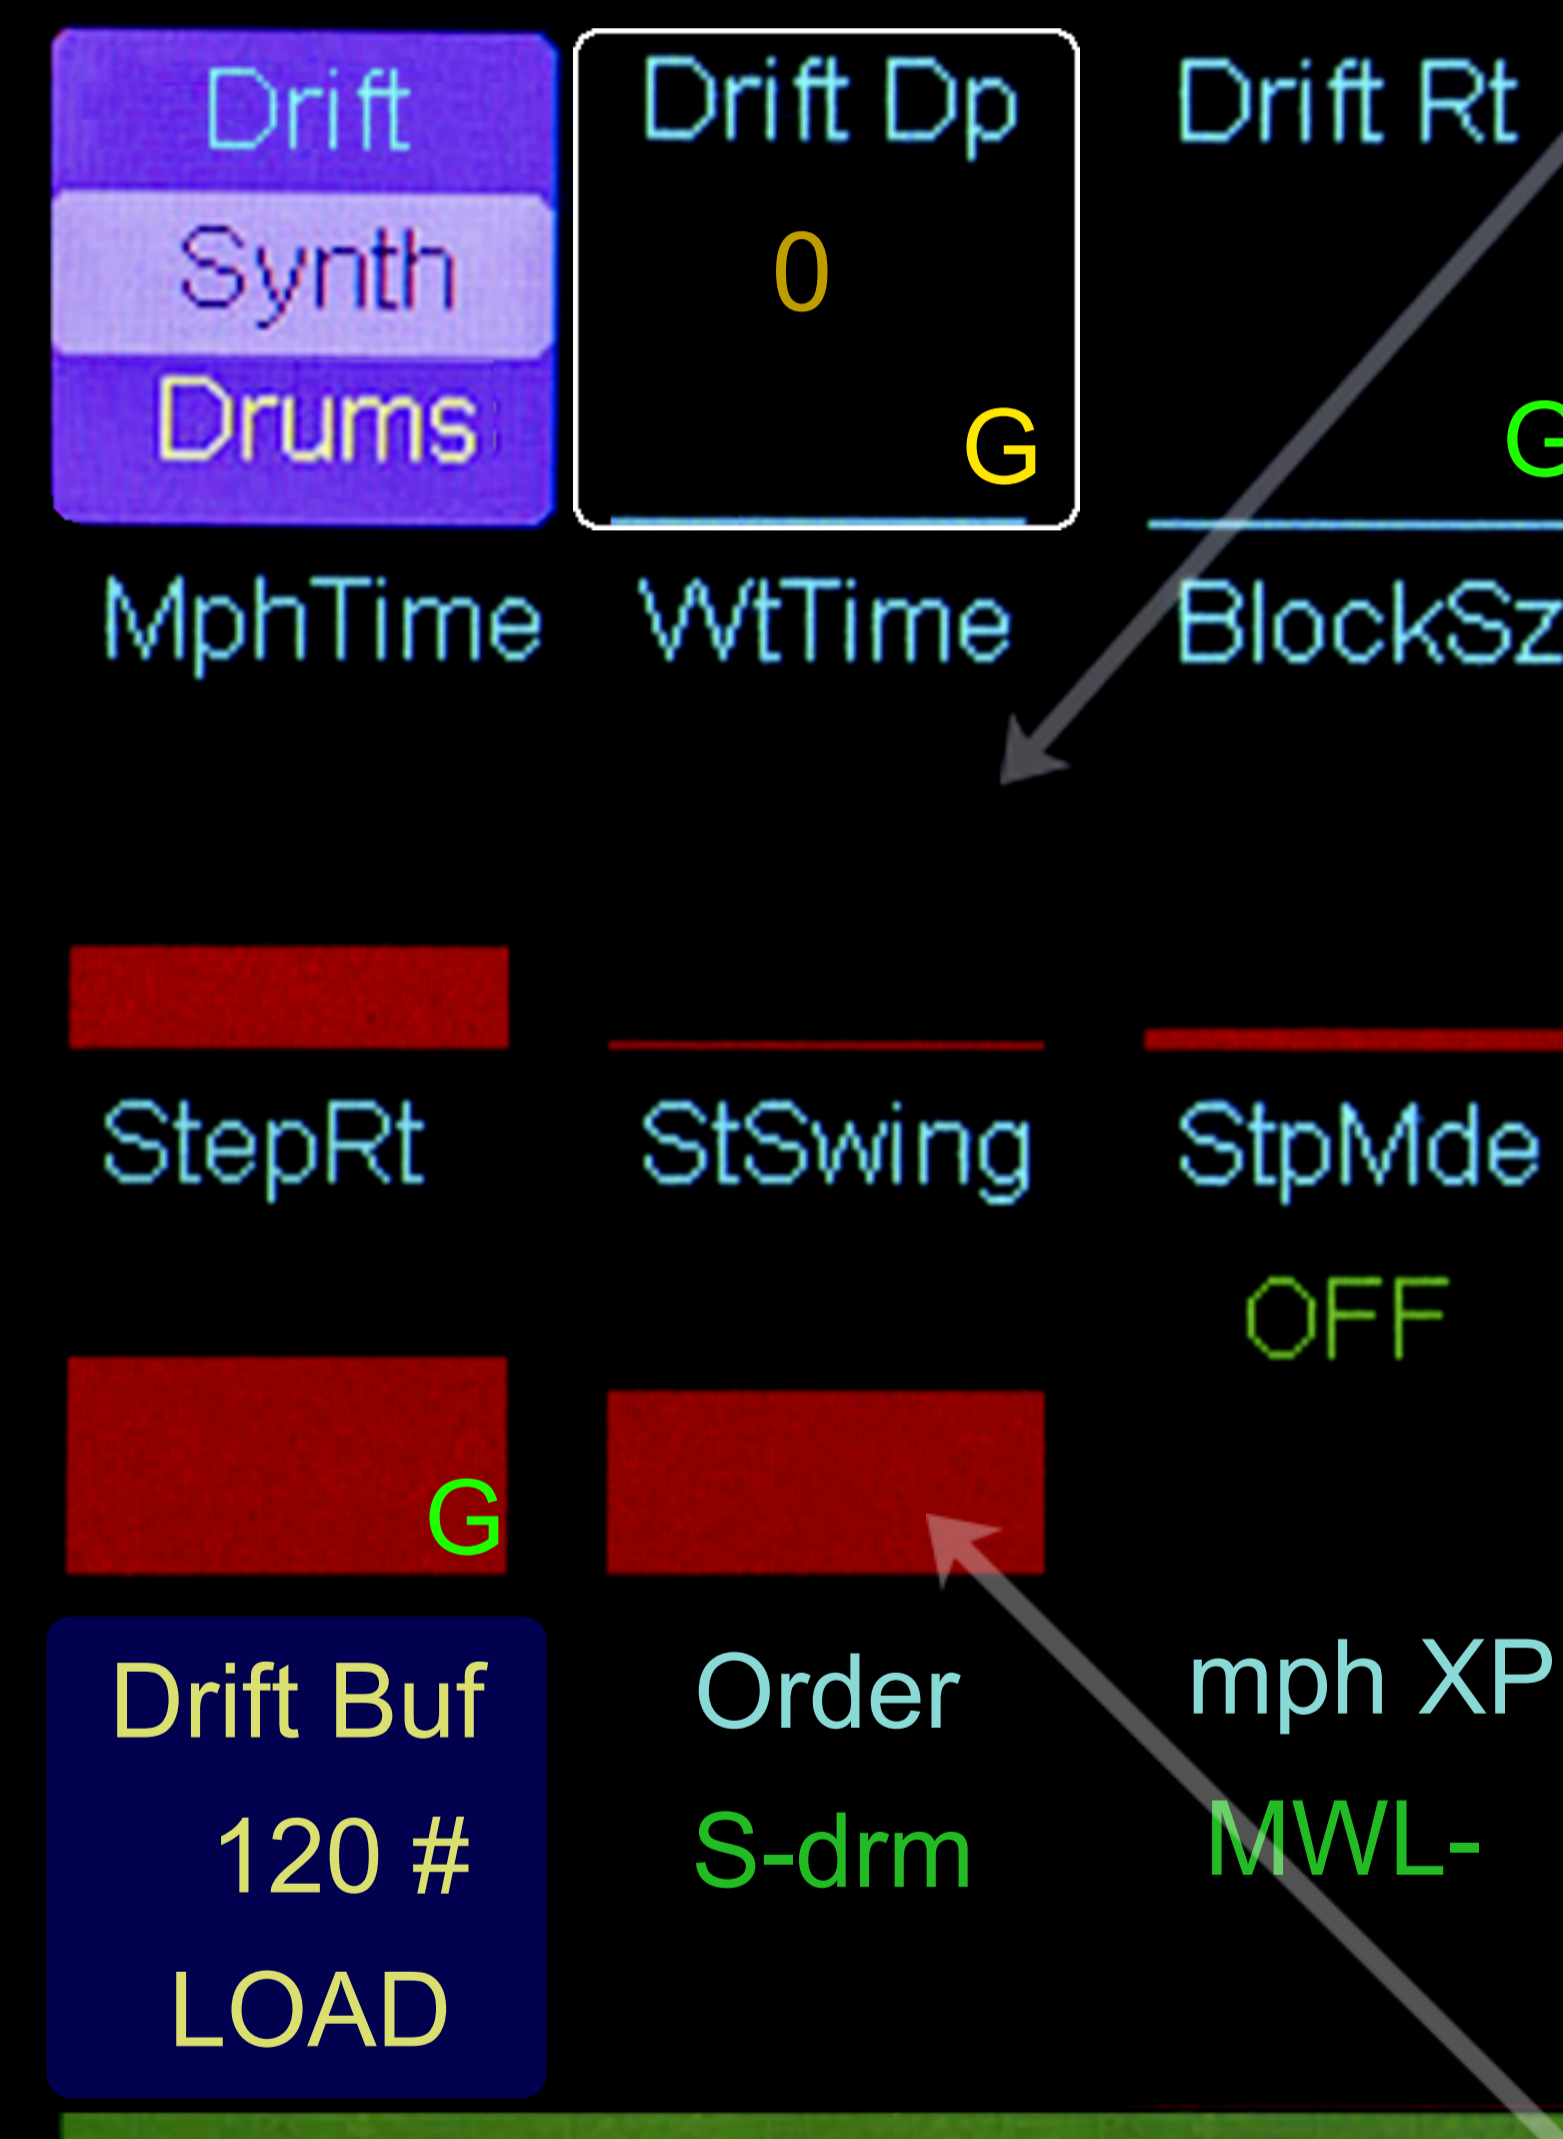 Drift
Synth
Drums
Drift Dp
0
G
Drift Rt
G
MphTime
WtTime
BlockSz
StepRt
G
StSwing
StpMde
OFF
Drift Buf
120 #
LOAD
Order
S-drm
mph XP
MWL-